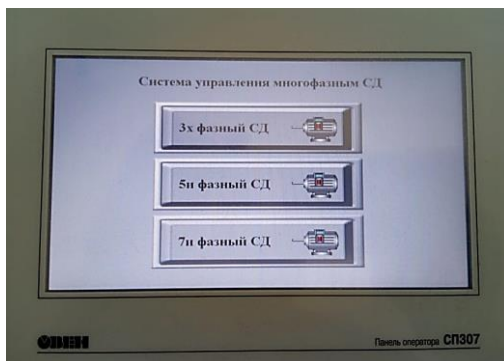 Система управления многофазным СД
3х фазный СД
5и фазный СД
7и фазный СД
ОВЕН
Панель оператора СП307